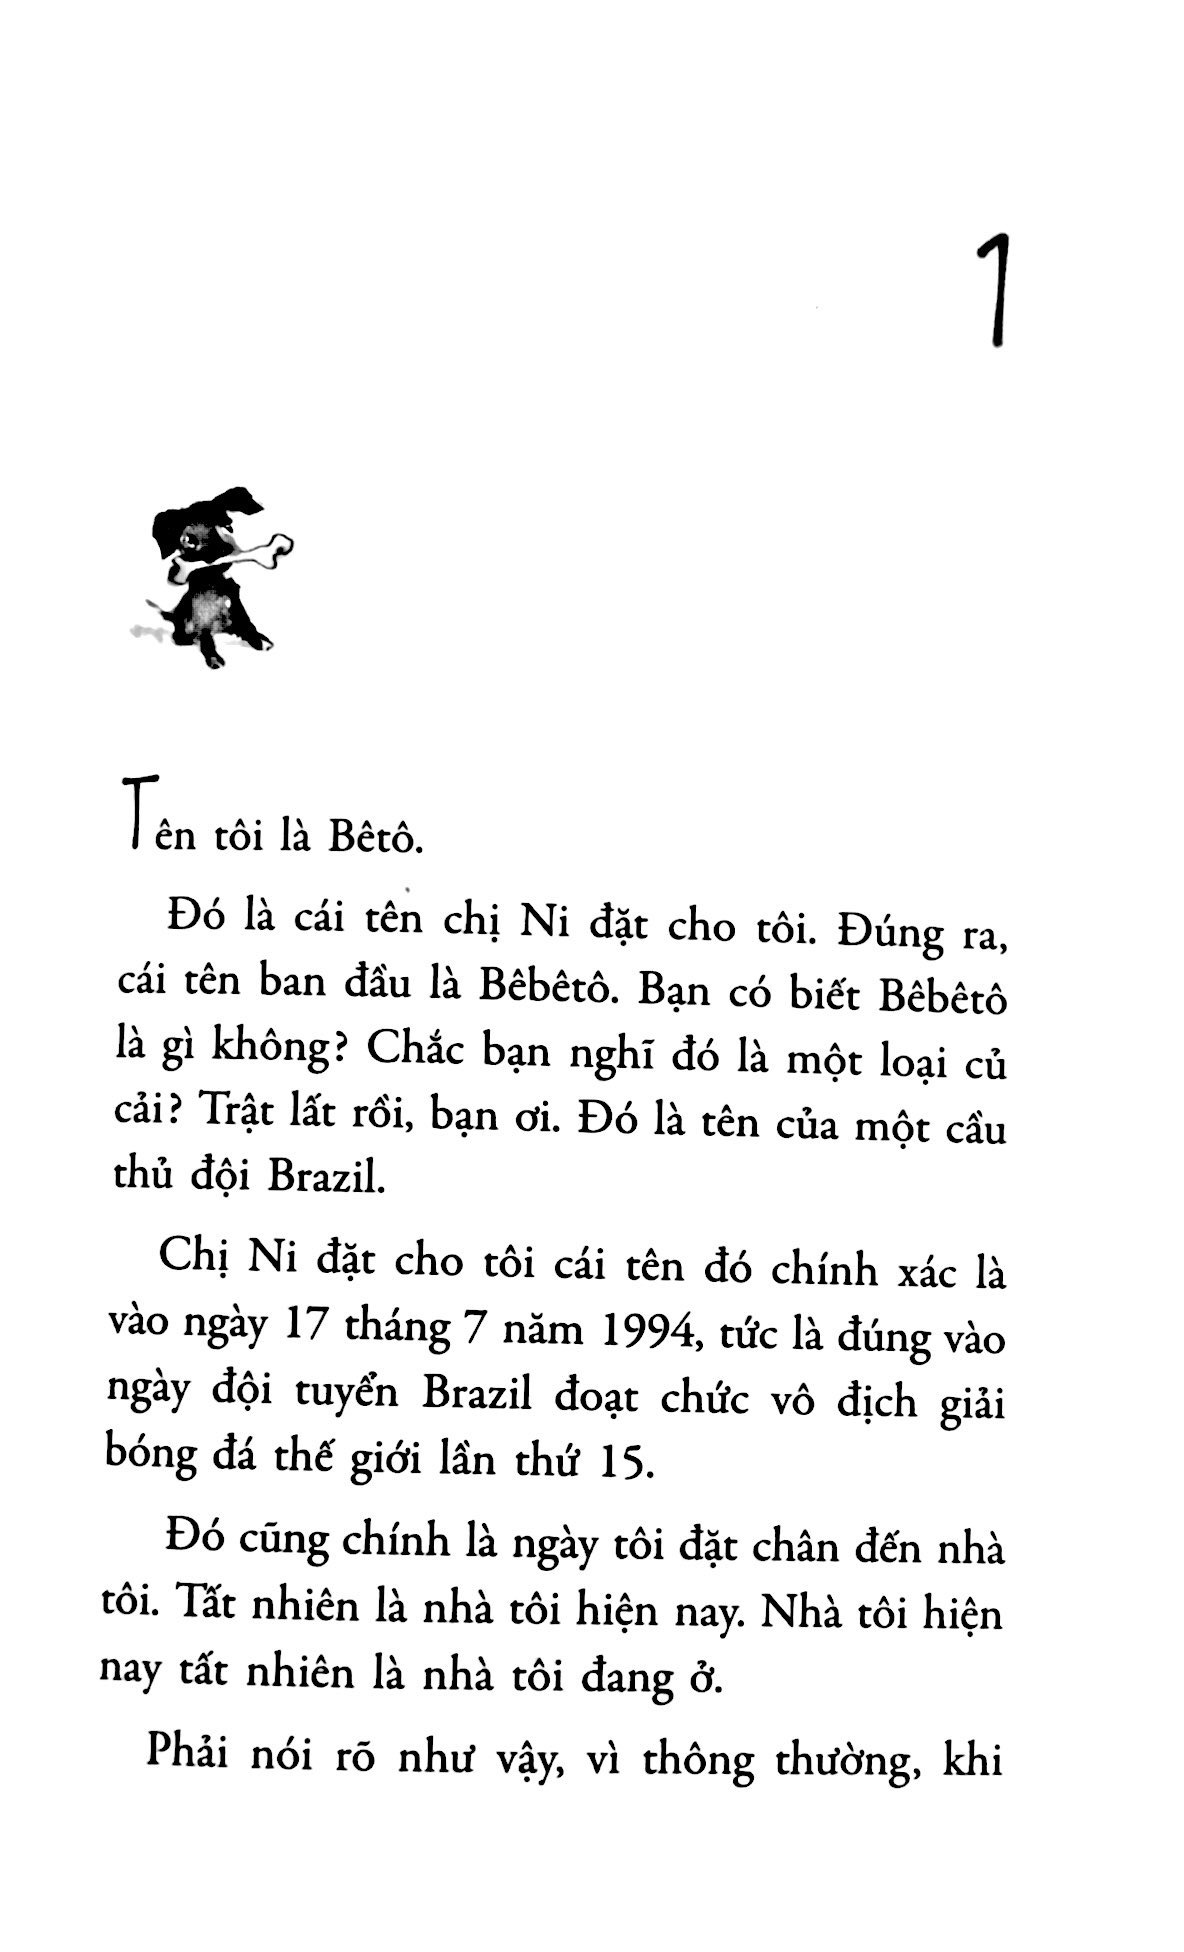 1
Tên tôi là Bêtô.
Đó là cái tên chị Ni đặt cho tôi. Đúng ra,
cái tên ban đầu là Bêbêtô. Bạn có biết Bêbêtô
là gì không? Chắc bạn nghĩ đó là một loại củ
cải? Trật lất rồi, bạn ơi. Đó là tên của một cầu
thủ đội Brazil.
Chị Ni đặt cho tôi cái tên đó chính xác là
vào ngày 17 tháng 7 năm 1994, tức là đúng vào
ngày đội tuyển Brazil đoạt chức vô địch giải
bóng đá thế giới lần thứ 15.
Đó cũng chính là ngày tôi đặt chân đến nhà
tôi. Tất nhiên là nhà tôi hiện nay. Nhà tôi hiện
nay tất nhiên là nhà tôi đang ở.
Phải nói rõ như vậy, vì thông thường, khi